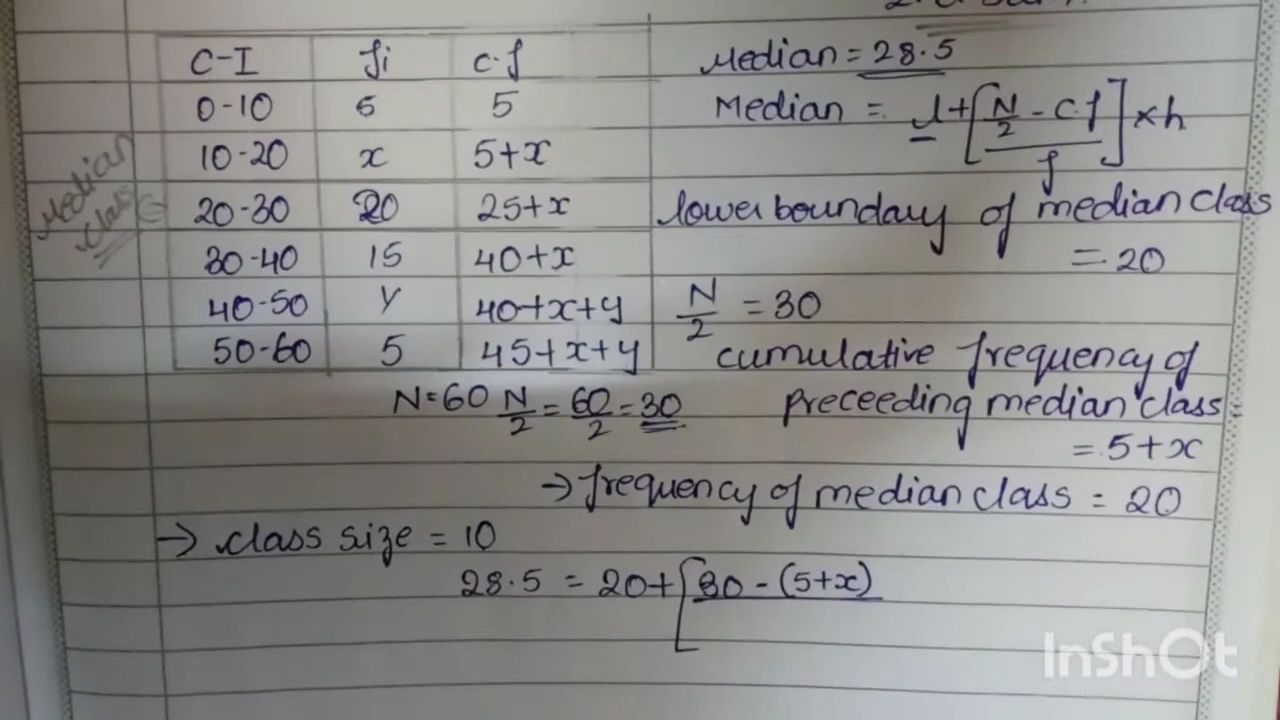 C-I fi c.f
0-10 5 5
10-20 x 5+x
20-30 20 25+x
30-40 15 40+x
40-50 y 40+x+y
50-60 5 45+x+y
Median class
N=60 N/2 = 60/2 = 30
Median = 28.5
Median = l+[N/2 - cf/f]×h
lower boundary of median class
= 20
N/2 = 30
cumulative frequency of
preceeding median class =
= 5+x
→ frequency of median class = 20
→ class size = 10
28.5 = 20+[30-(5+x)
InShOt